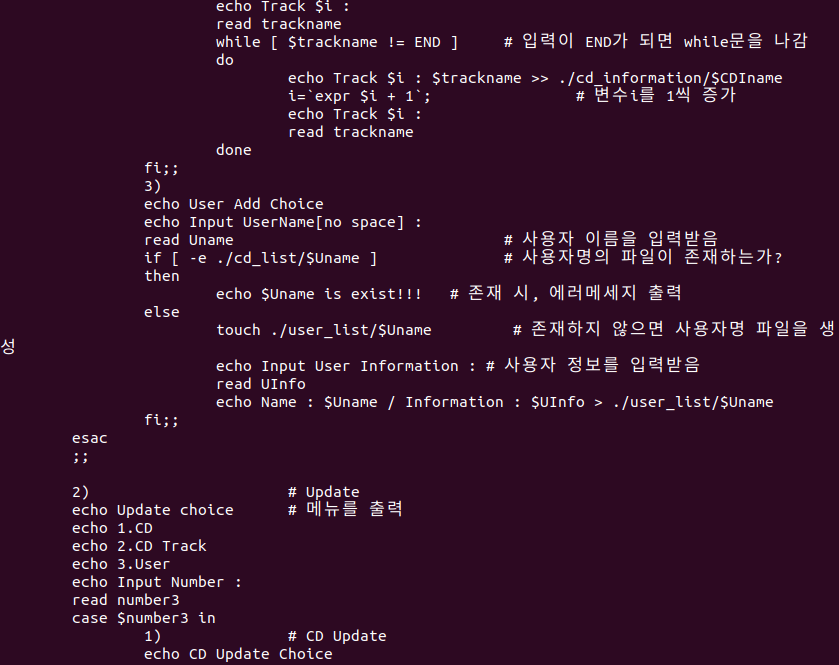 echo Track $i :
read trackname
while [ $trackname != END ]     # 입력이 END가 되면 while문을 나감
do
        echo Track $i : $trackname >> ./cd_information/$CDIname
        i=`expr $i + 1`;                # 변수i를 1씩 증가
        echo Track $i :
        read trackname
done
fi;;
3)
echo User Add Choice
echo Input UserName[no space] :
read Uname                              # 사용자 이름을 입력받음
if [ -e ./cd_list/$Uname ]              # 사용자명의 파일이 존재하는가?
then
        echo $Uname is exist!!!   # 존재 시, 에러메세지 출력
else
        touch ./user_list/$Uname         # 존재하지 않으면 사용자명 파일을 생
성
        echo Input User Information : # 사용자 정보를 입력받음
        read UInfo
        echo Name : $Uname / Information : $UInfo > ./user_list/$Uname
fi;;
esac
;;
2)                      # Update
echo Update choice      # 메뉴를 출력
echo 1.CD
echo 2.CD Track
echo 3.User
echo Input Number :
read number3
case $number3 in
        1)              # CD Update
        echo CD Update Choice